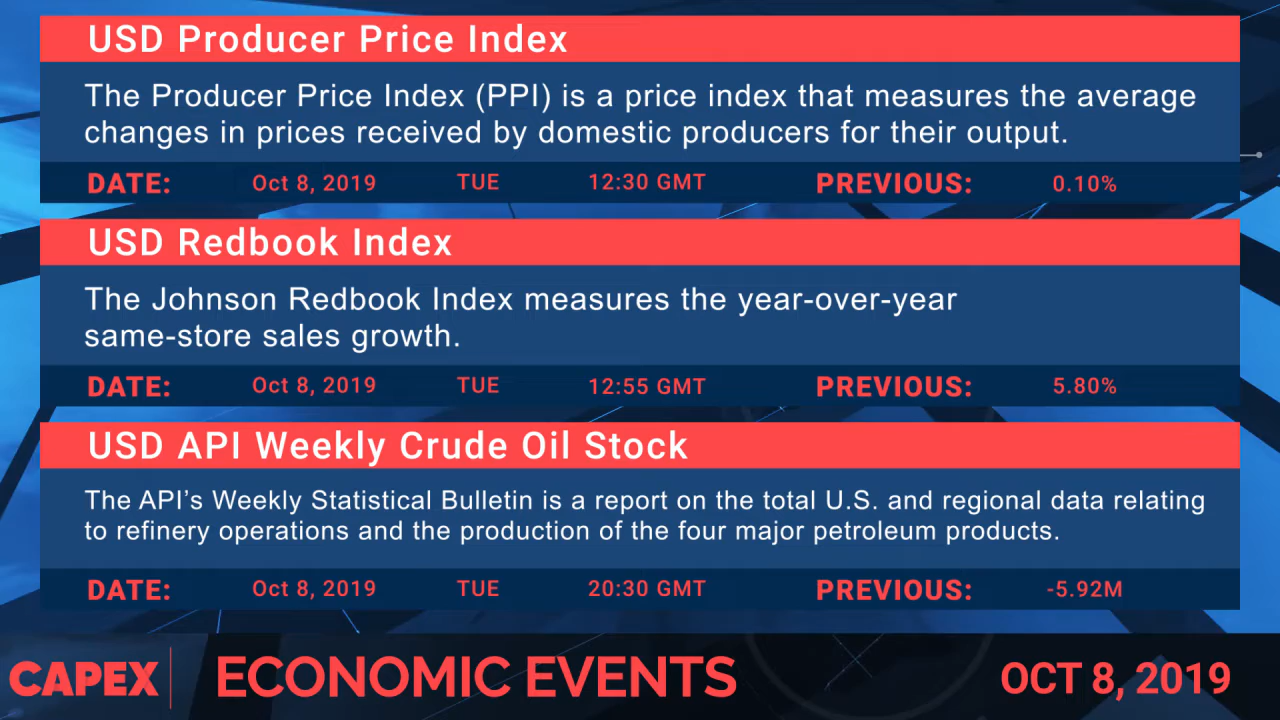 USD Producer Price Index
The Producer Price Index (PPI) is a price index that measures the average
changes in prices received by domestic producers for their output.
DATE: Oct 8, 2019 TUE 12:30 GMT PREVIOUS: 0.10%
USD Redbook Index
The Johnson Redbook Index measures the year-over-year
same-store sales growth.
DATE: Oct 8, 2019 TUE 12:55 GMT PREVIOUS: 5.80%
USD API Weekly Crude Oil Stock
The API’s Weekly Statistical Bulletin is a report on the total U.S. and regional data relating
to refinery operations and the production of the four major petroleum products.
DATE: Oct 8, 2019 TUE 20:30 GMT PREVIOUS: -5.92M
CAPEX ECONOMIC EVENTS OCT 8, 2019